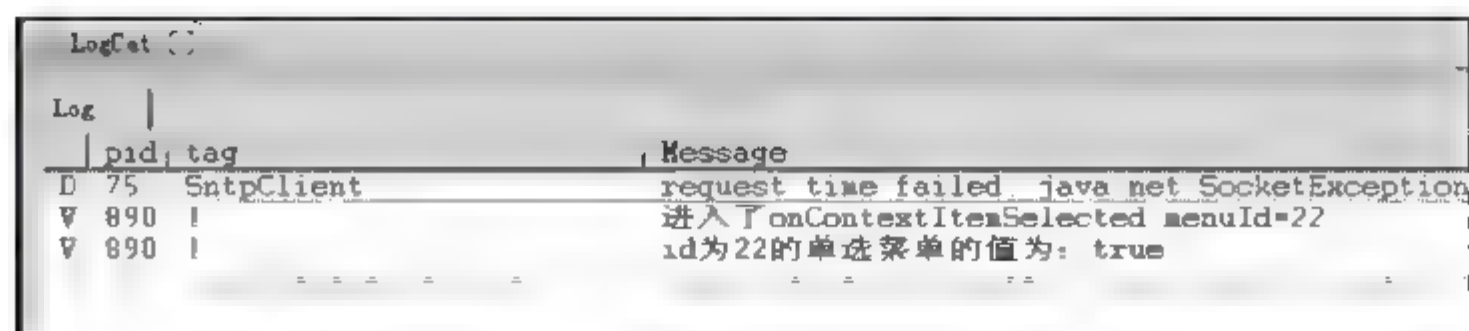 LogCat
Log
pid tag Message
D 75 SntpClient request time failed java net SocketException
V 890 ! 进入了onContextItemSelected menuId=22
V 890 ! id为22的单选菜单的值为: true